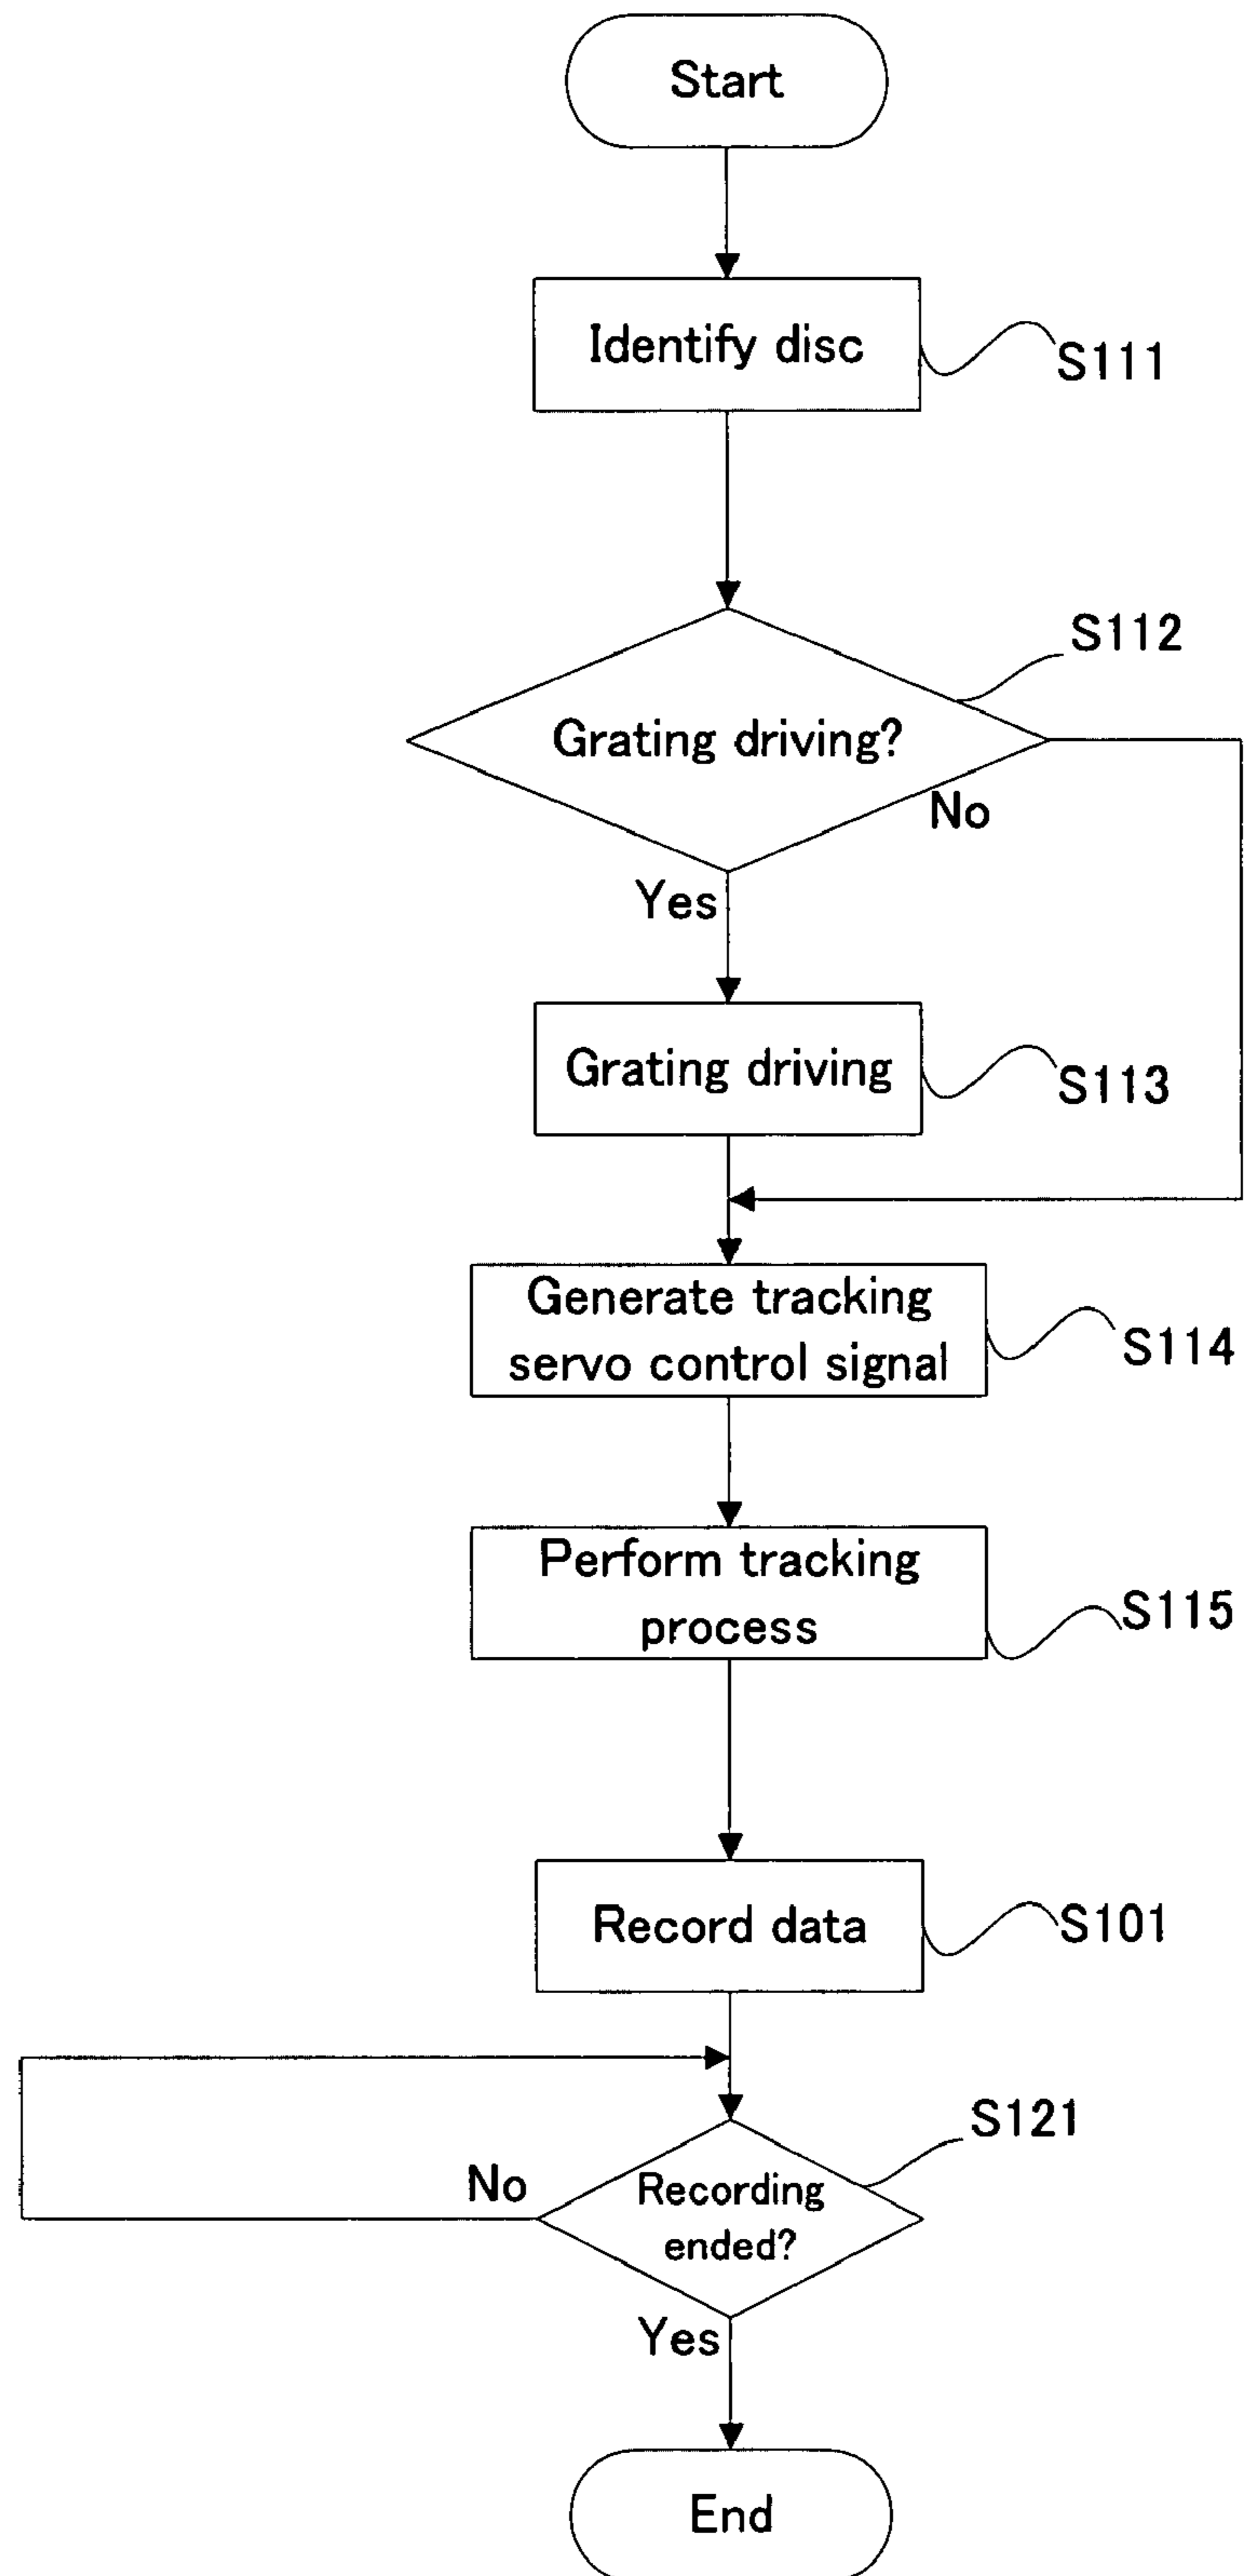 Start
Identify disc
S111
S112
Grating driving?
No
Yes
Grating driving
S113
Generate tracking
servo control signal
S114
Perform tracking
process
S115
Record data
S101
S121
No
Recording
ended?
Yes
End